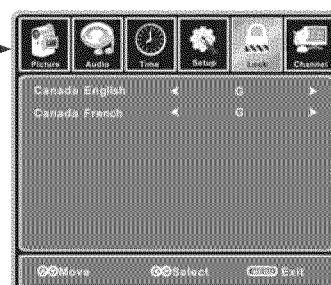 Picture Audio Time Setup Lock Channel
Canada English G
Canada French G
Move Select MENU Exit